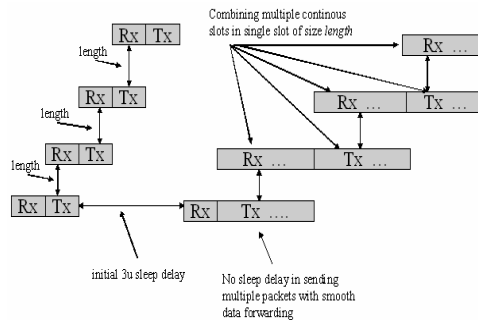 Combining multiple continous
slots in single slot of size length
Rx Tx
length
Rx ...
Rx Tx
Rx ... Tx ...
length
Rx Tx
Rx ... Tx ...
length
Rx Tx
Rx Tx ....
initial 3u sleep delay
No sleep delay in sending
multiple packets with smooth
data forwarding